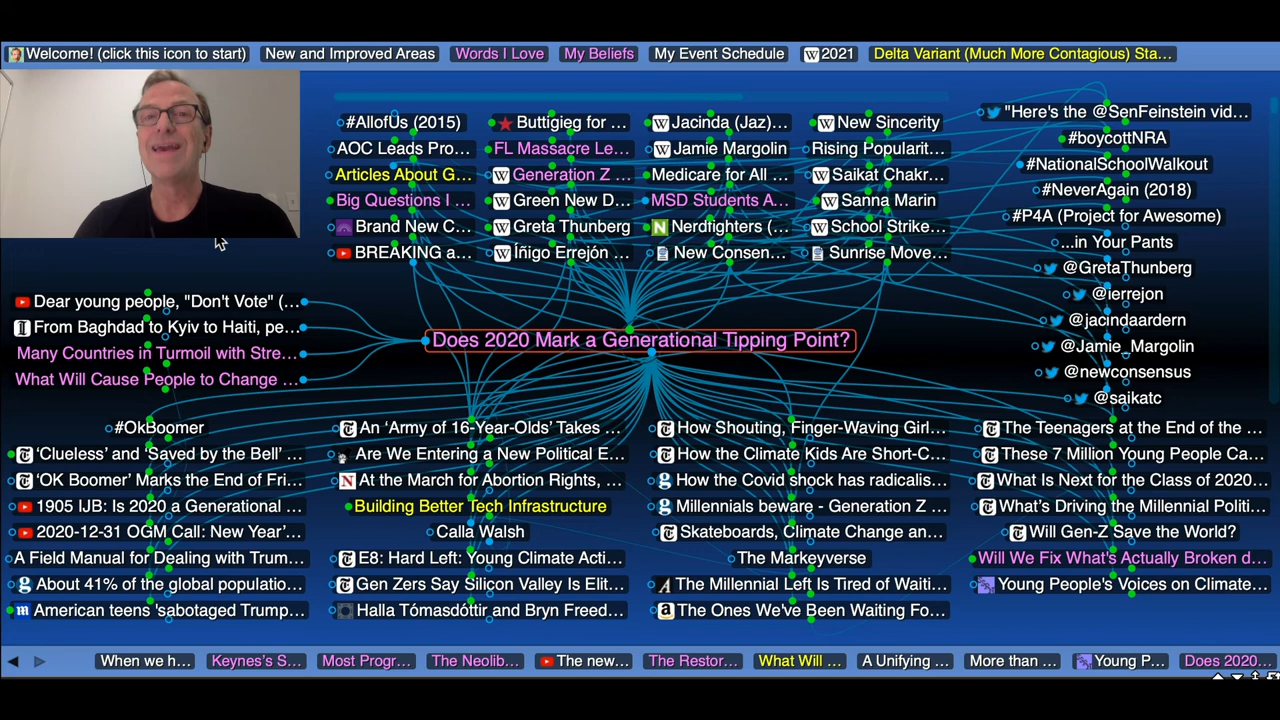 Welcome! (click this icon to start) New and Improved Areas Words I Love My Beliefs My Event Schedule 2021 Delta Variant (Much More Contagious) Sta...
#AllofUs (2015)
AOC Leads Pro...
Articles About G...
Big Questions I ...
Brand New C...
BREAKING a...
Buttigieg for ...
FL Massacre Le...
Generation Z ...
Green New D...
Greta Thunberg
Íñigo Errejón ...
Jacinda (Jaz)...
Jamie Margolin
Medicare for All ...
MSD Students A...
Nerdfighters (...
New Consen...
New Sincerity
Rising Popularit...
Saikat Chakr...
Sanna Marin
School Strike...
Sunrise Move...
"Here's the @SenFeinstein vid...
#boycottNRA
#NationalSchoolWalkout
#NeverAgain (2018)
#P4A (Project for Awesome)
...in Your Pants
@GretaThunberg
@ierrejon
@jacindaardern
@Jamie_Margolin
@newconsensus
@saikatc
Dear young people, "Don't Vote" (...
From Baghdad to Kyiv to Haiti, pe...
Many Countries in Turmoil with Stre...
What Will Cause People to Change ...
Does 2020 Mark a Generational Tipping Point?
#OkBoomer
'Clueless' and 'Saved by the Bell' ...
'OK Boomer' Marks the End of Fri...
1905 IJB: Is 2020 a Generational ...
2020-12-31 OGM Call: New Year'...
A Field Manual for Dealing with Trum...
About 41% of the global populatio...
American teens 'sabotaged Trump...
An 'Army of 16-Year-Olds' Takes ...
Are We Entering a New Political E...
At the March for Abortion Rights, ...
Building Better Tech Infrastructure
Calla Walsh
E8: Hard Left: Young Climate Acti...
Gen Zers Say Silicon Valley Is Elit...
Halla Tómasdóttir and Bryn Freed...
How Shouting, Finger-Waving Girl...
How the Climate Kids Are Short-C...
How the Covid shock has radicalis...
Millennials beware - Generation Z ...
Skateboards, Climate Change an...
The Markeyverse
The Millennial Left Is Tired of Waiti...
The Ones We've Been Waiting Fo...
The Teenagers at the End of the ...
These 7 Million Young People Ca...
What Is Next for the Class of 2020...
What's Driving the Millennial Politi...
Will Gen-Z Save the World?
Will We Fix What's Actually Broken d...
Young People's Voices on Climate...
When we h... Keynes's S... Most Progr... The Neolib... The new... The Restor... What Will ... A Unifying ... More than ... Young P... Does 2020...